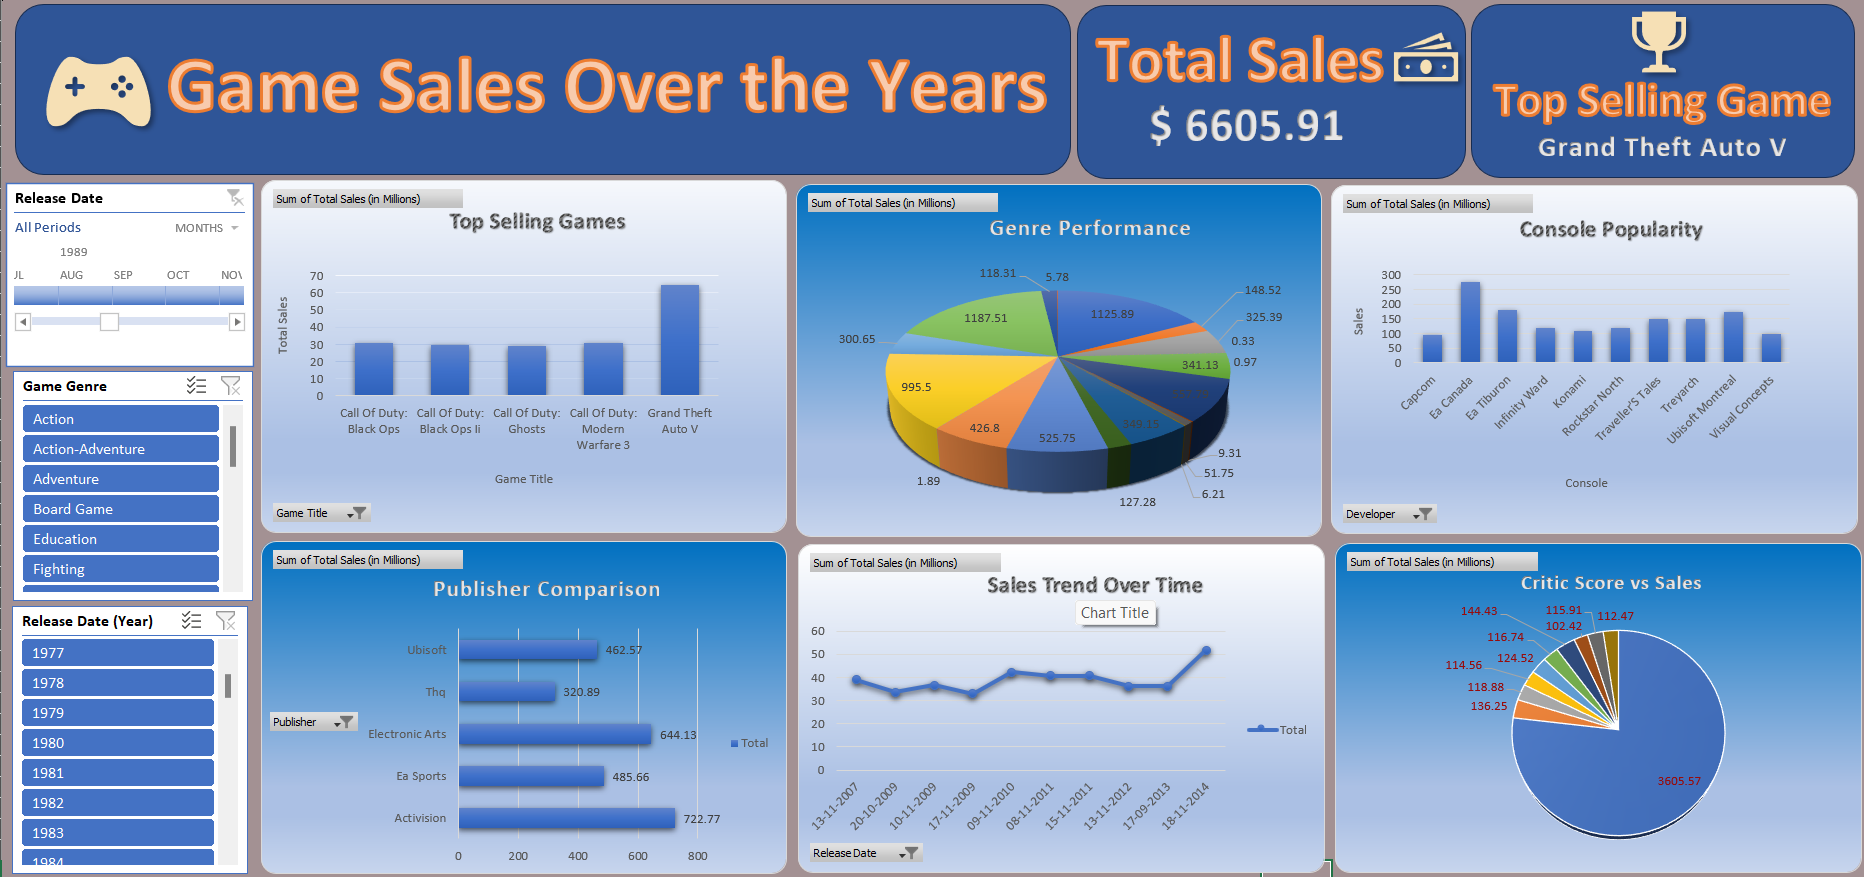 Game Sales Over the Years
Total Sales
$ 6605.91
Top Selling Game
Grand Theft Auto V
Release Date
All Periods
MONTHS
1989
JL AUG SEP OCT NOV
Game Genre
Action
Action-Adventure
Adventure
Board Game
Education
Fighting
Release Date (Year)
1977
1978
1979
1980
1981
1982
1983
1984
Sum of Total Sales (in Millions)
Top Selling Games
Total Sales
70
60
50
40
30
20
10
0
Call Of Duty: Black Ops
Call Of Duty: Black Ops Ii
Call Of Duty: Ghosts
Call Of Duty: Modern Warfare 3
Grand Theft Auto V
Game Title
Game Title
Sum of Total Sales (in Millions)
Genre Performance
118.31
5.78
148.52
1187.51
1125.89
325.39
300.65
0.33
341.13
0.97
995.5
426.8
349.15
525.75
9.31
51.75
1.89
6.21
127.28
Sum of Total Sales (in Millions)
Console Popularity
Sales
300
250
200
150
100
50
0
Capcom
Ea Canada
Ea Tiburon
Infinity Ward
Konami
Rockstar North
Traveller'S Tales
Treyarch
Ubisoft Montreal
Visual Concepts
Console
Developer
Sum of Total Sales (in Millions)
Publisher Comparison
Ubisoft 462.57
Thq 320.89
Publisher
Electronic Arts 644.13
Total
Ea Sports 485.66
Activision 722.77
0 200 400 600 800
Sum of Total Sales (in Millions)
Sales Trend Over Time
Chart Title
60
50
40
30
20
10
0
Total
13-11-2007
20-10-2009
10-11-2009
17-11-2009
09-11-2010
08-11-2011
15-11-2011
13-11-2012
17-09-2013
18-11-2014
Release Date
Sum of Total Sales (in Millions)
Critic Score vs Sales
144.43
115.91
112.47
102.42
116.74
124.52
114.56
118.88
136.25
3605.57